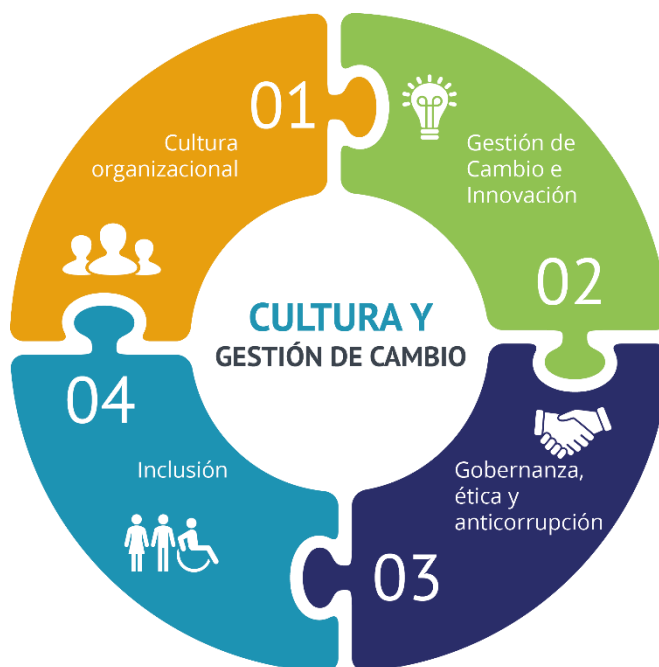 01
Cultura
organizacional
Gestión de
Cambio e
Innovación
02
CULTURA Y
GESTIÓN DE CAMBIO
Gobernanza,
ética y
anticorrupción
03
04
Inclusión